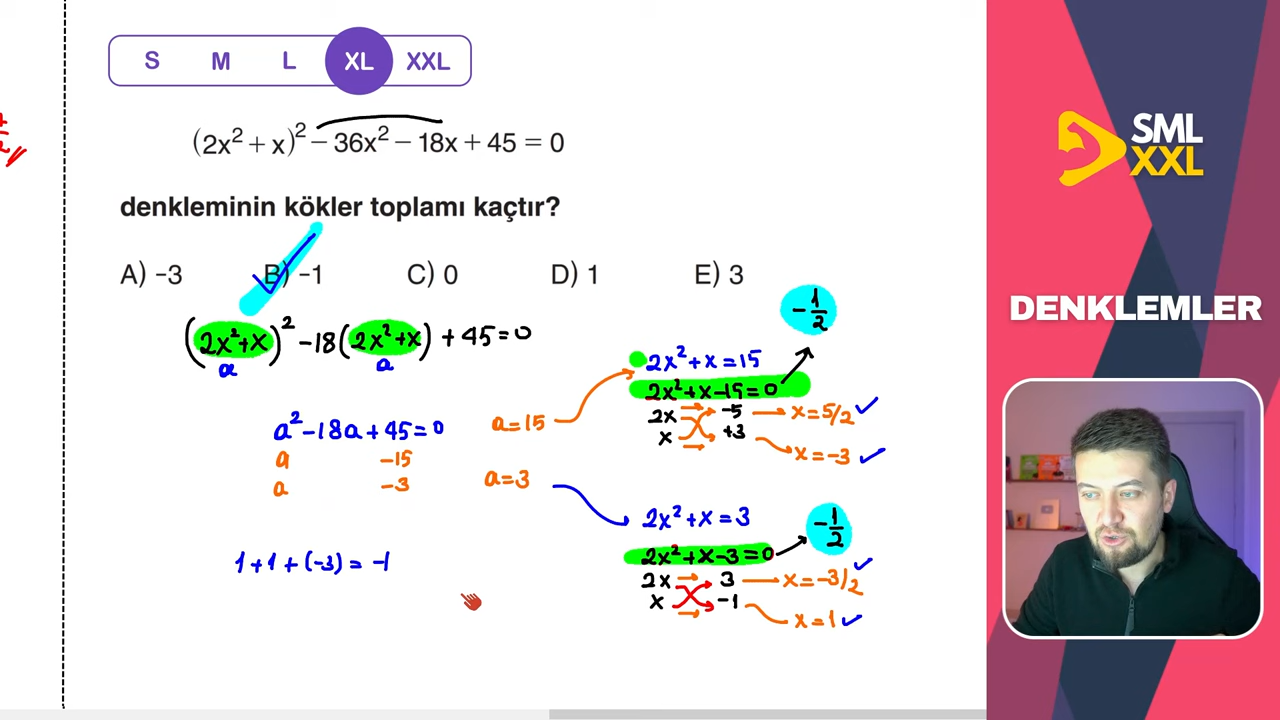 S M L XL XXL
(2x² + x)² − 36x² − 18x + 45 = 0
denkleminin kökler toplamı kaçtır?
A) −3 B) −1 C) 0 D) 1 E) 3
(2x²+x)² −18(2x²+x) + 45 = 0
a a
a² −18a + 45 = 0
a −15
a −3
1+1+(−3) = −1
a=15
a=3
−1/2
2x²+x=15
2x²+x−15=0
2x −5 x=5/2
x +3 x=−3
2x²+x=3
−1/2
2x²+x−3=0
2x 3 x=−3/2
x −1 x=1
SML
XXL
DENKLEMLER